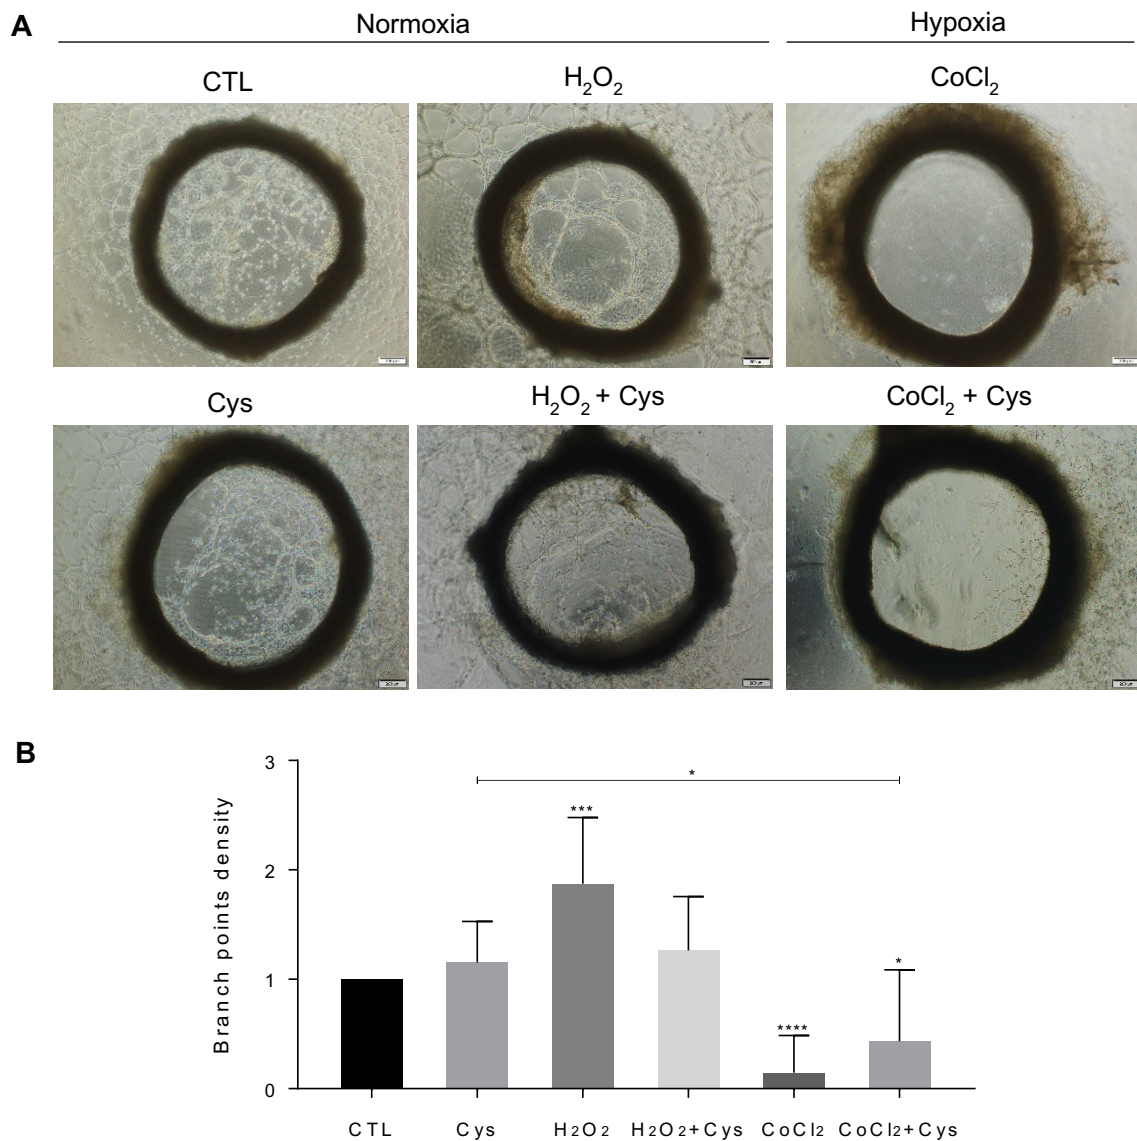 A
Normoxia Hypoxia
CTL H₂O₂ CoCl₂
Cys H₂O₂ + Cys CoCl₂ + Cys
B
Branch points density
3
2
1
0
*
***
****
*
CTL Cys H₂O₂ H₂O₂+Cys CoCl₂ CoCl₂+Cys